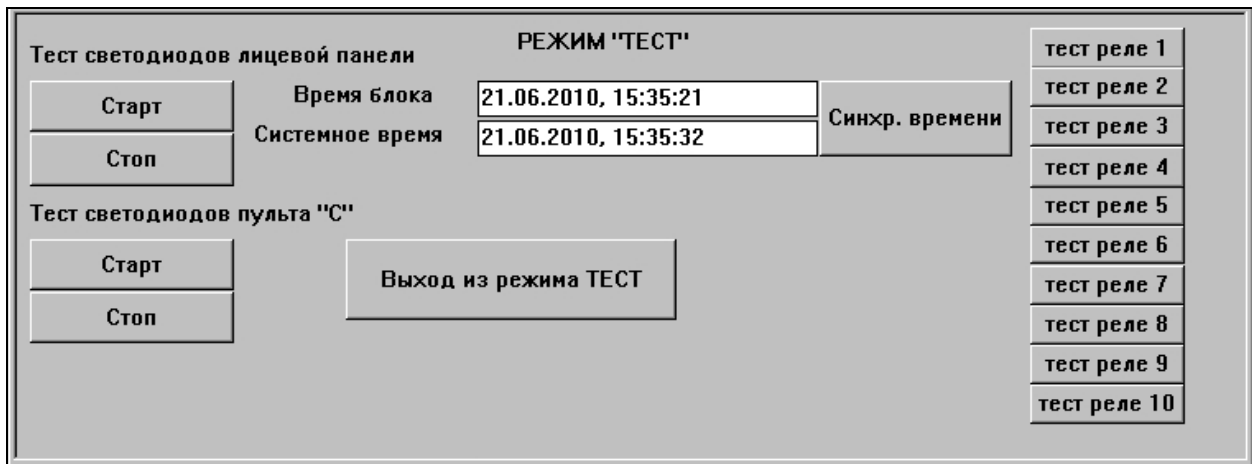 РЕЖИМ "ТЕСТ"
Тест светодиодов лицевой панели
Старт
Стоп
Время блока
21.06.2010, 15:35:21
Системное время
21.06.2010, 15:35:32
Синхр. времени
Тест светодиодов пульта "С"
Старт
Стоп
Выход из режима ТЕСТ
тест реле 1
тест реле 2
тест реле 3
тест реле 4
тест реле 5
тест реле 6
тест реле 7
тест реле 8
тест реле 9
тест реле 10